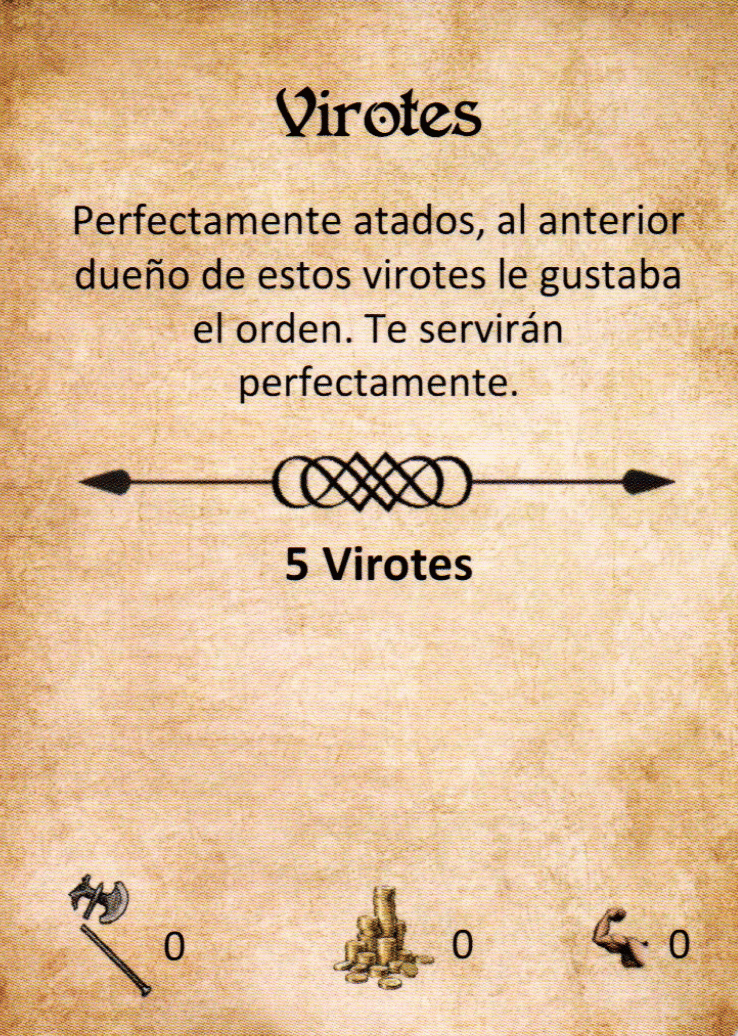 Virotes
Perfectamente atados, al anterior
dueño de estos virotes le gustaba
el orden. Te servirán
perfectamente.
5 Virotes
0
0
0